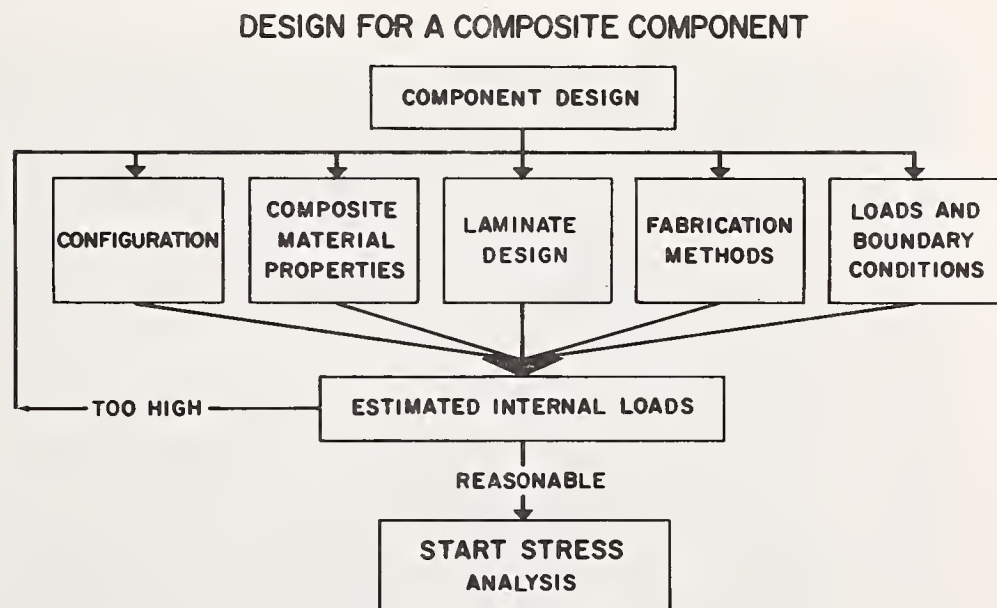 DESIGN FOR A COMPOSITE COMPONENT
COMPONENT DESIGN
CONFIGURATION
COMPOSITE
MATERIAL
PROPERTIES
LAMINATE
DESIGN
FABRICATION
METHODS
LOADS AND
BOUNDARY
CONDITIONS
TOO HIGH
ESTIMATED INTERNAL LOADS
REASONABLE
START STRESS
ANALYSIS